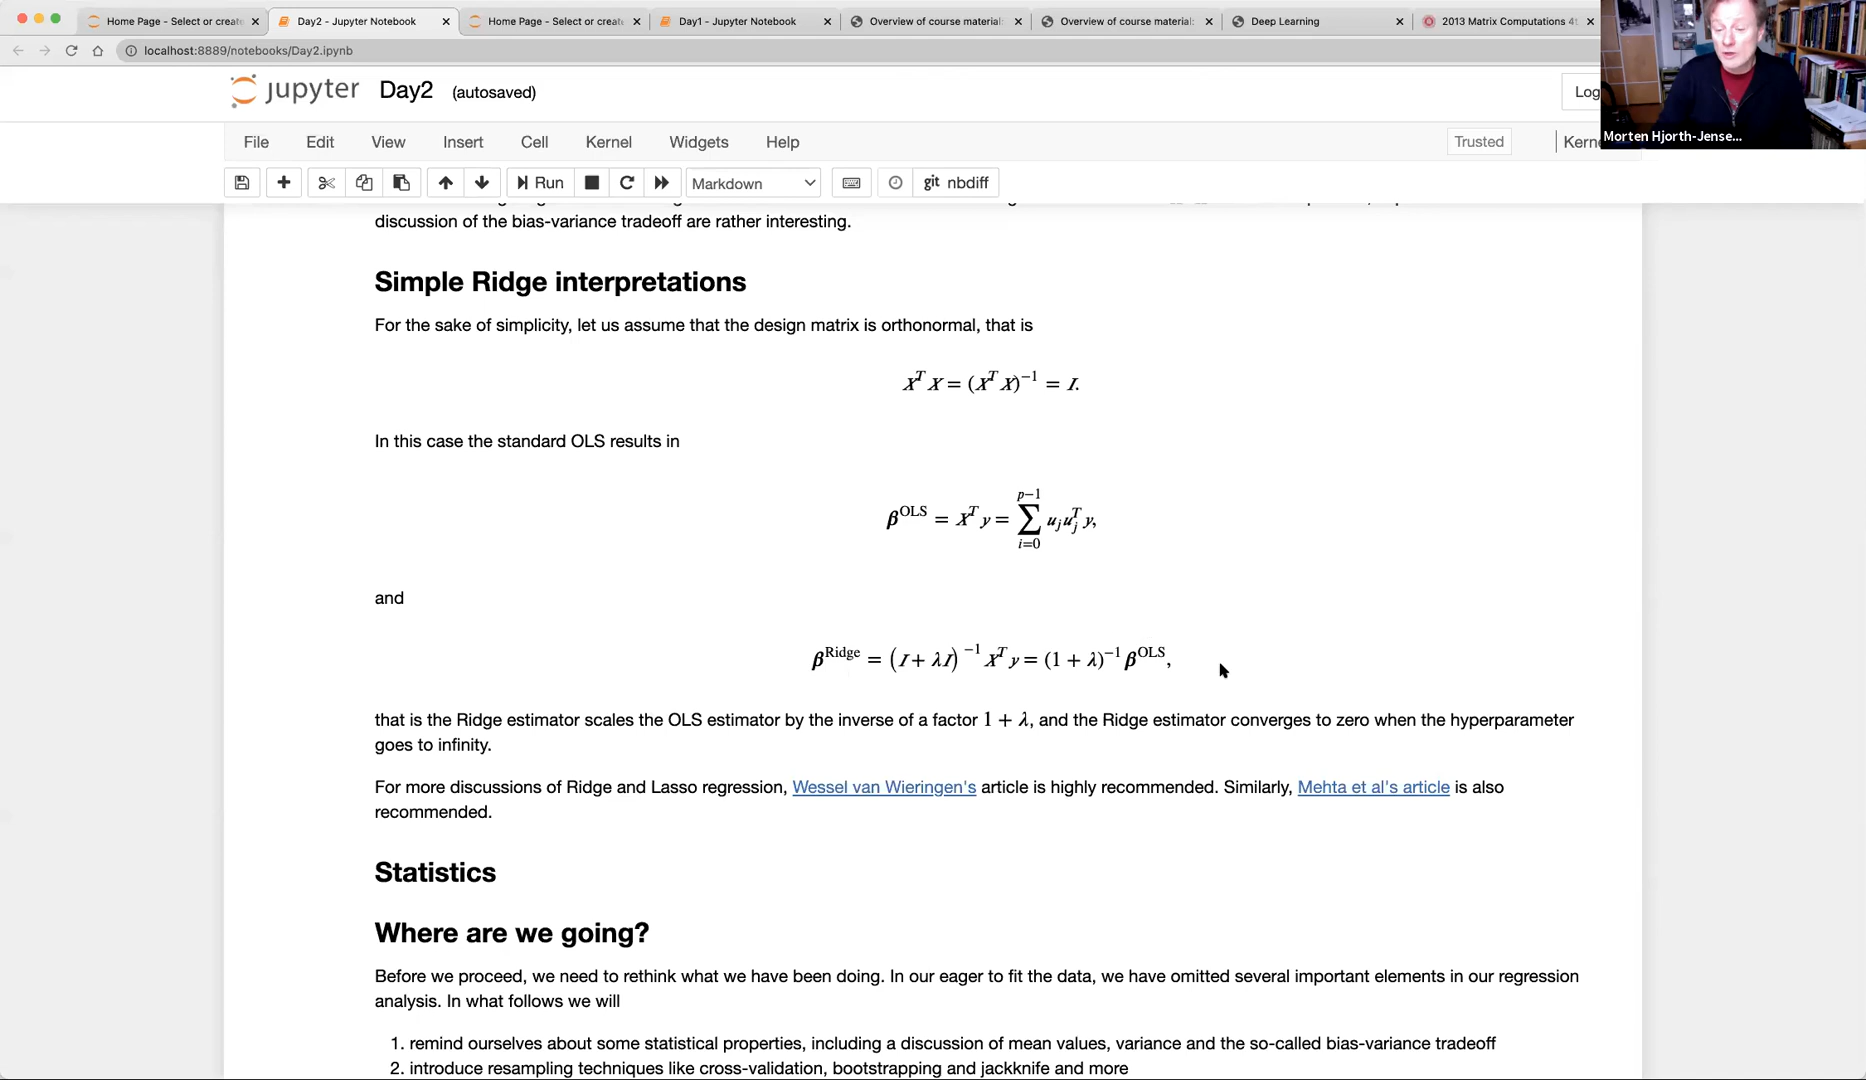 Home Page - Select or create
Day2 - Jupyter Notebook
Home Page - Select or create
Day1 - Jupyter Notebook
Overview of course material:
Overview of course material:
Deep Learning
2013 Matrix Computations 4t
localhost:8889/notebooks/Day2.ipynb
jupyter Day2 (autosaved)
Log
Morten Hjorth-Jense...
File Edit View Insert Cell Kernel Widgets Help
Trusted
Kerne
Run
Markdown
git nbdiff
discussion of the bias-variance tradeoff are rather interesting.
Simple Ridge interpretations
For the sake of simplicity, let us assume that the design matrix is orthonormal, that is
X^T X = (X^T X)^{-1} = I.
In this case the standard OLS results in
β^{OLS} = X^T y = \sum_{i=0}^{p-1} u_j u_j^T y,
and
β^{Ridge} = (I + λI)^{-1} X^T y = (1 + λ)^{-1} β^{OLS},
that is the Ridge estimator scales the OLS estimator by the inverse of a factor 1 + λ, and the Ridge estimator converges to zero when the hyperparameter
goes to infinity.
For more discussions of Ridge and Lasso regression, Wessel van Wieringen's article is highly recommended. Similarly, Mehta et al's article is also
recommended.
Statistics
Where are we going?
Before we proceed, we need to rethink what we have been doing. In our eager to fit the data, we have omitted several important elements in our regression
analysis. In what follows we will
1. remind ourselves about some statistical properties, including a discussion of mean values, variance and the so-called bias-variance tradeoff
2. introduce resampling techniques like cross-validation, bootstrapping and jackknife and more